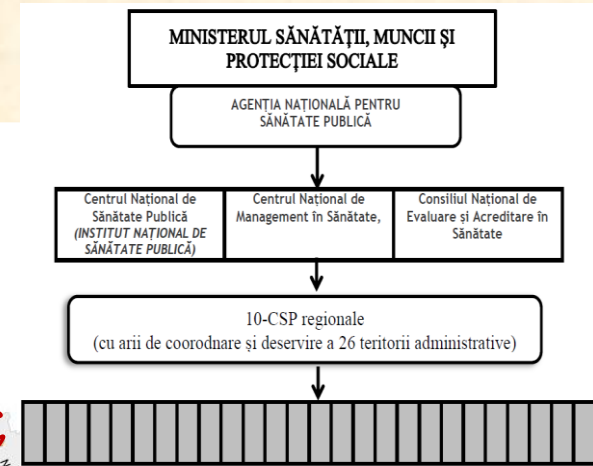 MINISTERUL SĂNĂTĂȚII, MUNCII ȘI
PROTECȚIEI SOCIALE
AGENȚIA NAȚIONALĂ PENTRU
SĂNĂTATE PUBLICĂ
Centrul Național de
Sănătate Publică
(INSTITUT NAȚIONAL DE
SĂNĂTATE PUBLICĂ)
Centrul Național de
Management în Sănătate,
Consiliul Național de
Evaluare și Acreditare în
Sănătate
10-CSP regionale
(cu arii de coorodnare și deservire a 26 teritorii administrative)